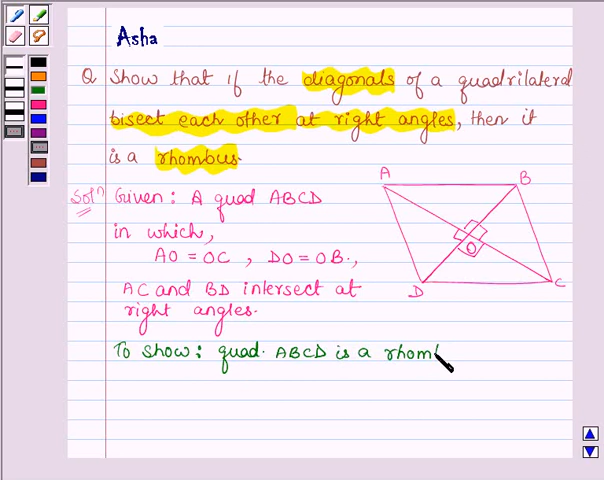 Asha
Q Show that if the diagonals of a quadrilateral
bisect each other at right angles, then it
is a rhombus.
Solⁿ Given: A quad ABCD
in which,
AO = OC , DO = OB.,
AC and BD intersect at
right angles.
To show: quad. ABCD is a rhomb
A B
O
D C